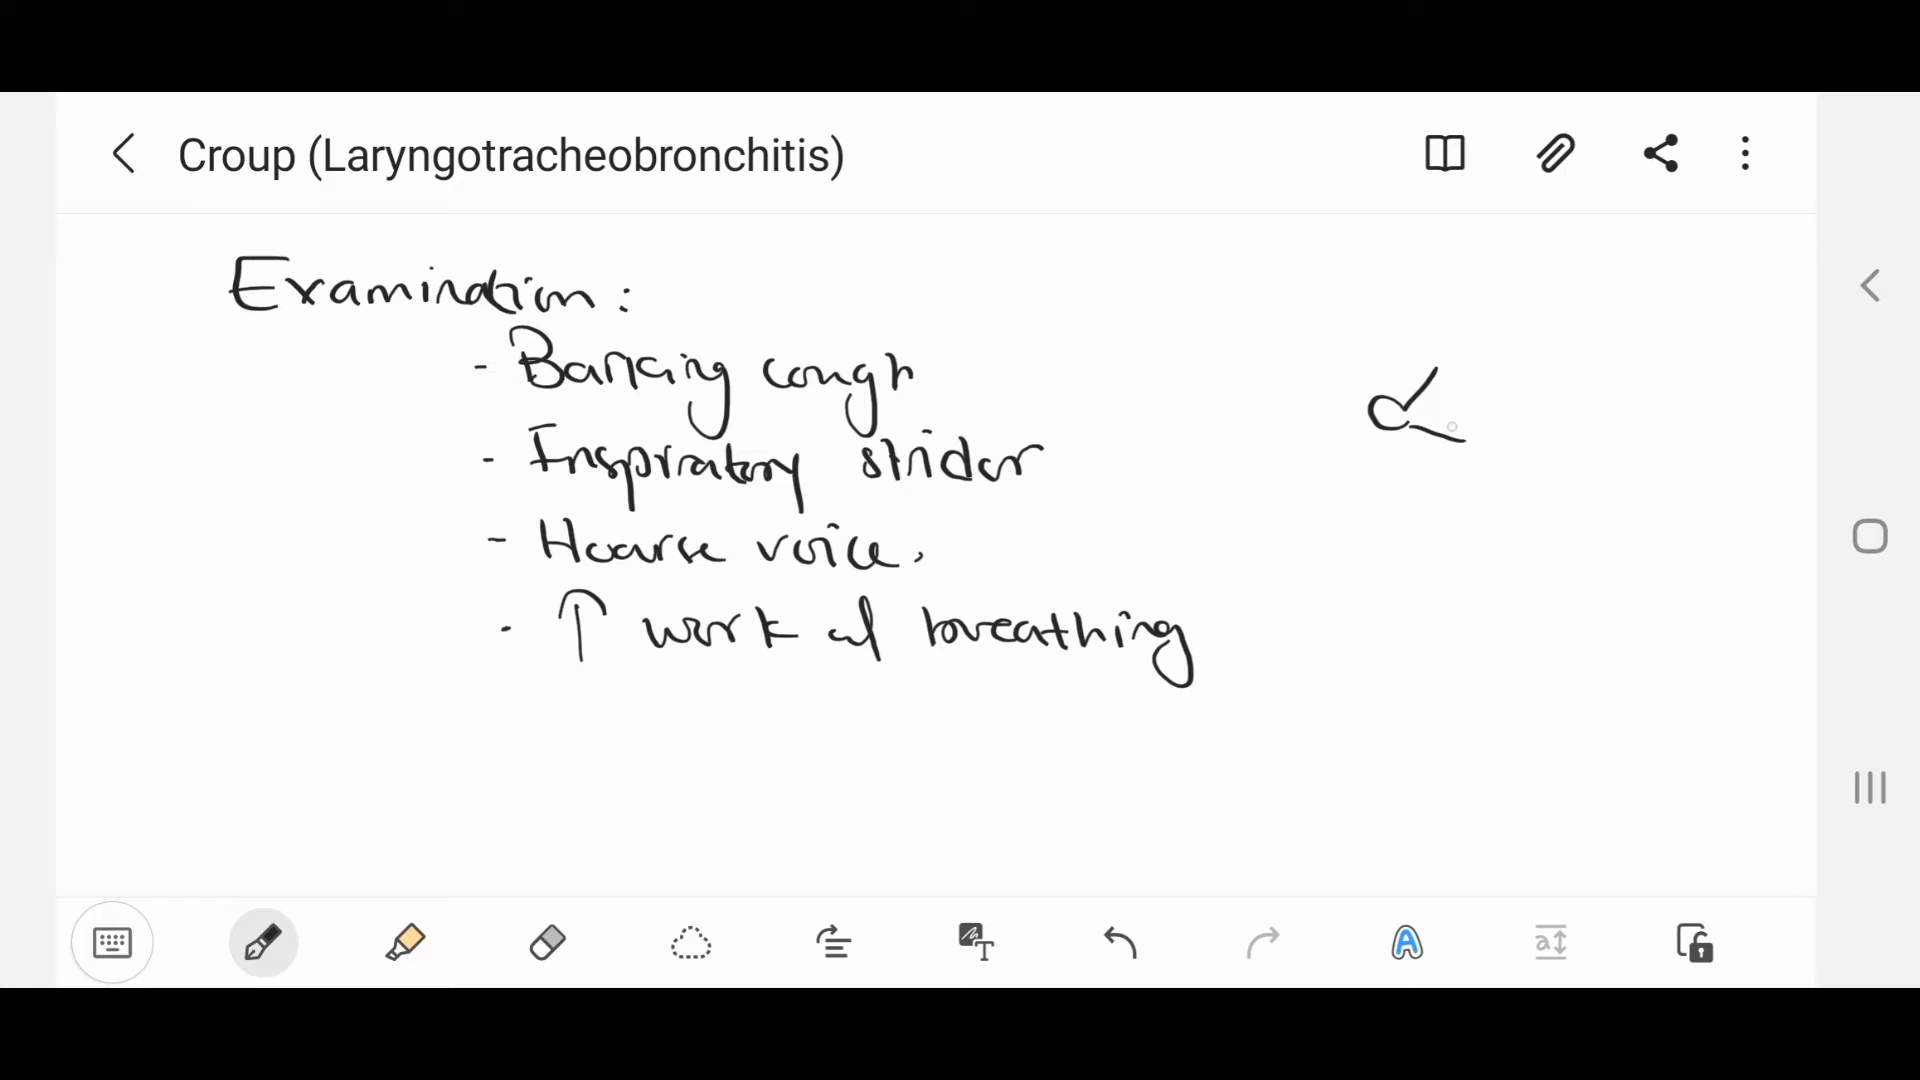 Croup (Laryngotracheobronchitis)
Examination:
- Barking cough
- Inspiratory stridor
- Hoarse voice.
- ↑ work of breathing